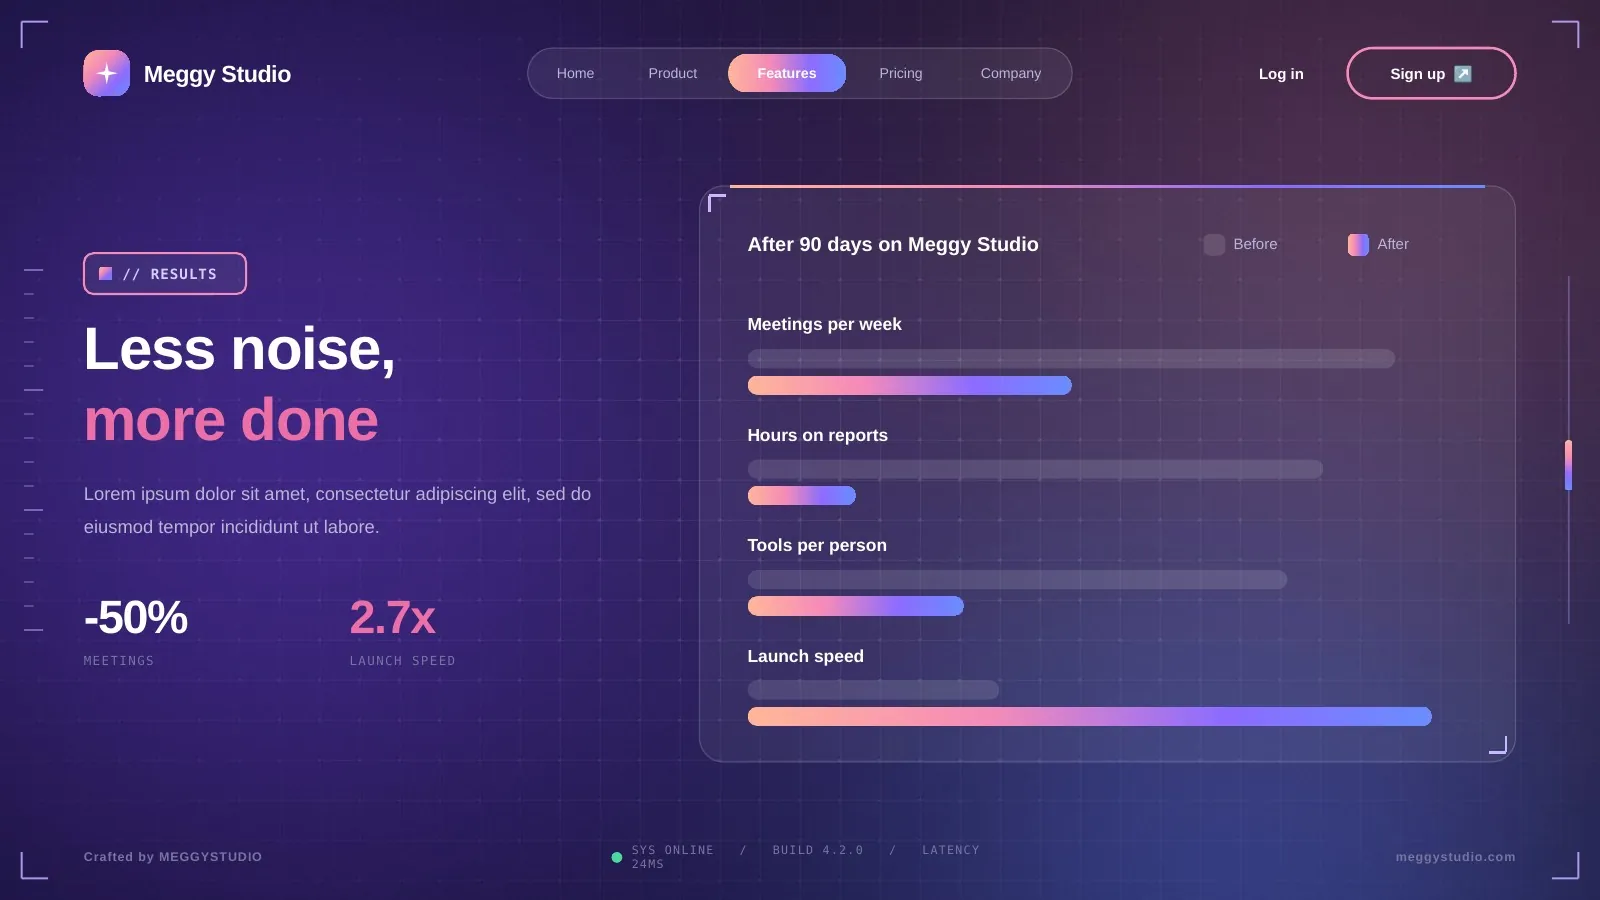 Meggy Studio
Home
Product
Features
Pricing
Company
Log in
Sign up ↗
// RESULTS
Less noise,
more done
Lorem ipsum dolor sit amet, consectetur adipiscing elit, sed do
eiusmod tempor incididunt ut labore.
-50%
MEETINGS
2.7x
LAUNCH SPEED
After 90 days on Meggy Studio
Before
After
Meetings per week
Hours on reports
Tools per person
Launch speed
Crafted by MEGGYSTUDIO
SYS ONLINE / BUILD 4.2.0 / LATENCY
24MS
meggystudio.com